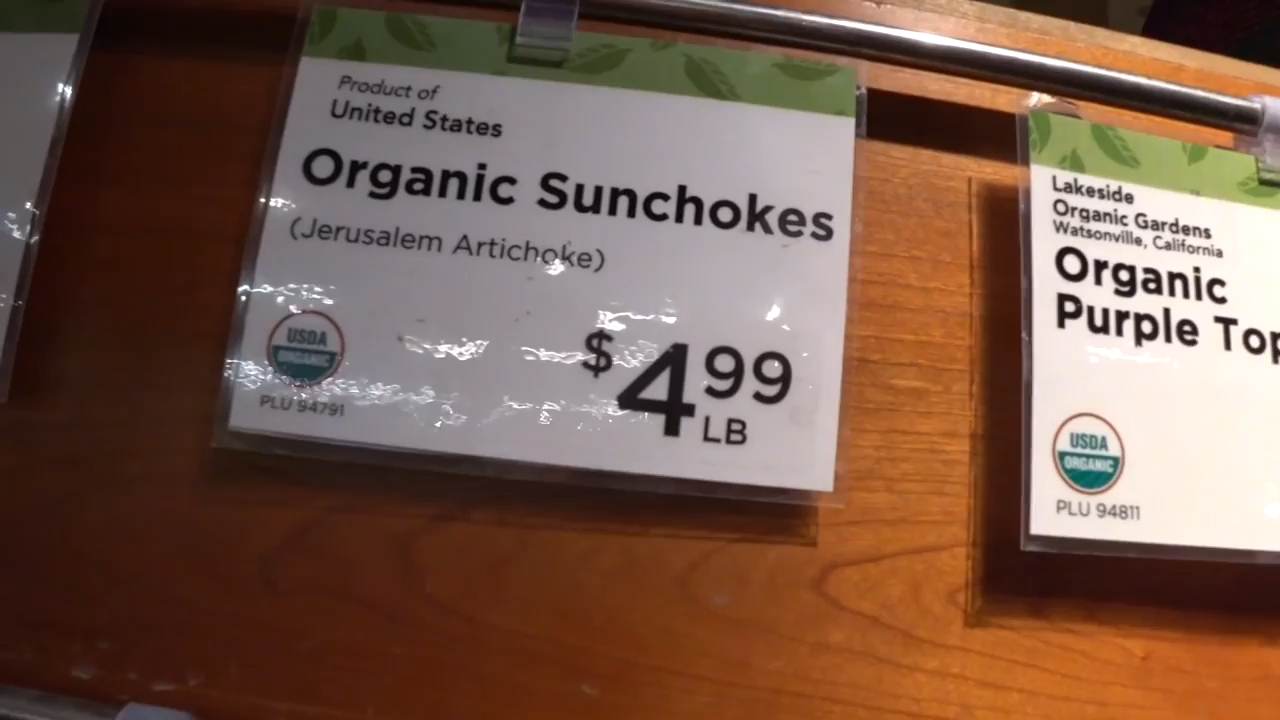 Product of
United States
Organic Sunchokes
(Jerusalem Artichoke)
USDA
ORGANIC
PLU 94791
$4.99
LB
Lakeside
Organic Gardens
Watsonville, California
Organic
Purple Top
USDA
ORGANIC
PLU 94811